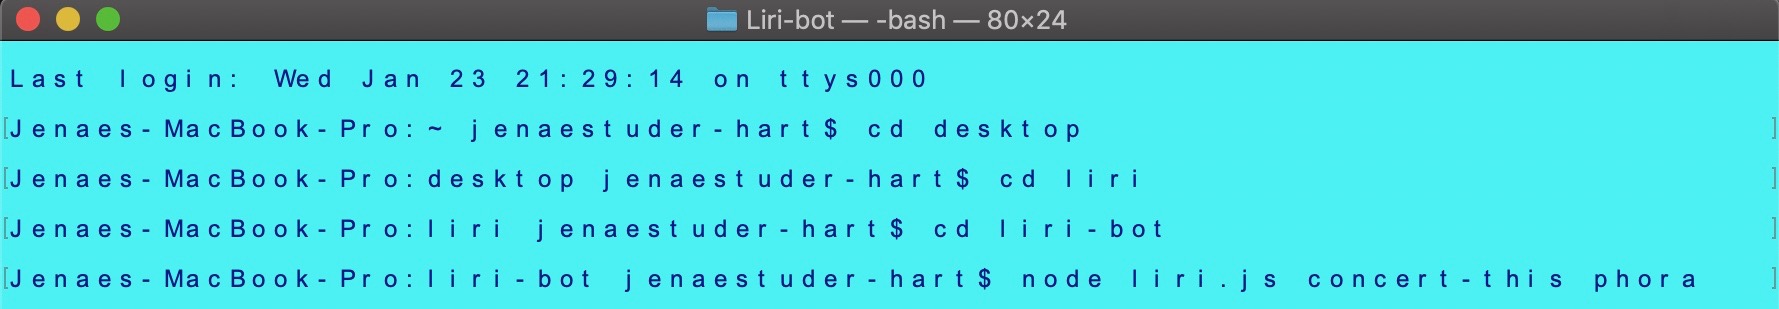 Liri-bot — -bash — 80×24
Last login: Wed Jan 23 21:29:14 on ttys000
[Jenaes-MacBook-Pro:~ jenaestuder-hart$ cd desktop ]
[Jenaes-MacBook-Pro:desktop jenaestuder-hart$ cd liri ]
[Jenaes-MacBook-Pro:liri jenaestuder-hart$ cd liri-bot ]
[Jenaes-MacBook-Pro:liri-bot jenaestuder-hart$ node liri.js concert-this phora ]